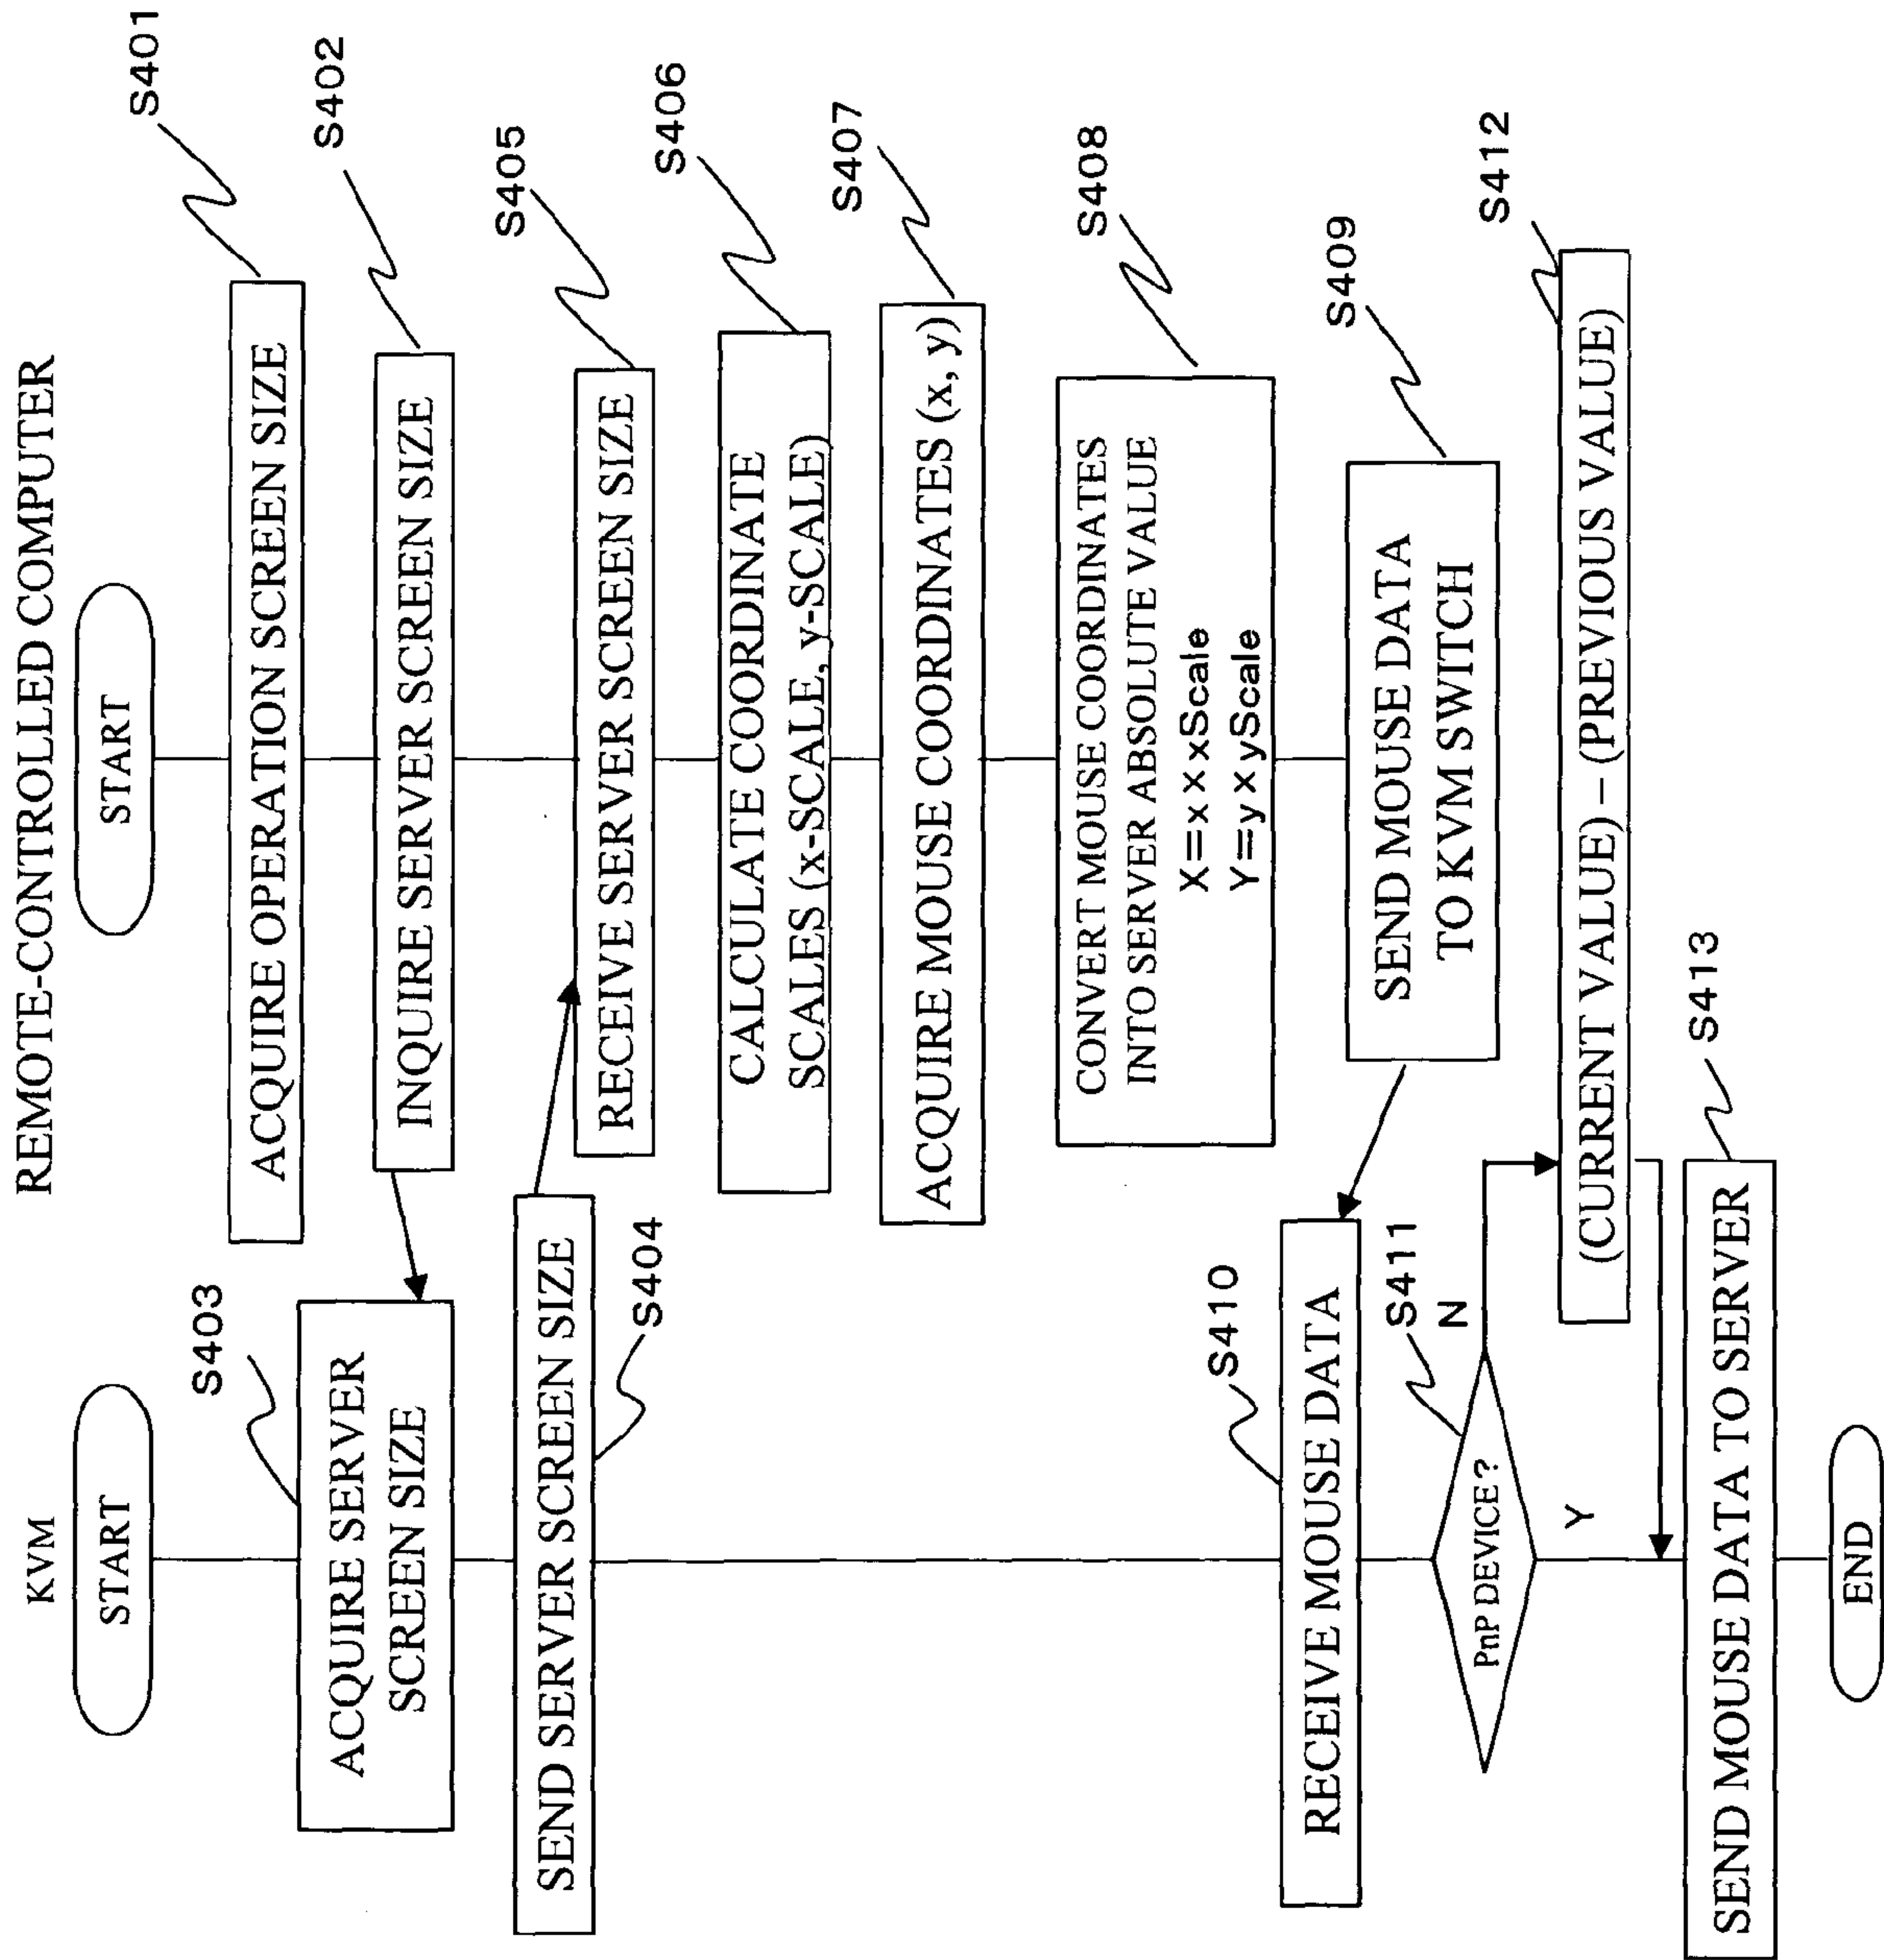 REMOTE-CONTROLLED COMPUTER
START
ACQUIRE OPERATION SCREEN SIZE
S401
INQUIRE SERVER SCREEN SIZE
S402
RECEIVE SERVER SCREEN SIZE
S405
CALCULATE COORDINATE
SCALES (x-SCALE, y-SCALE)
S406
ACQUIRE MOUSE COORDINATES (x, y)
S407
CONVERT MOUSE COORDINATES
INTO SERVER ABSOLUTE VALUE
X=x×xScale
Y=y×yScale
S408
SEND MOUSE DATA
TO KVM SWITCH
S409
KVM
START
ACQUIRE SERVER
SCREEN SIZE
S403
SEND SERVER SCREEN SIZE
S404
RECEIVE MOUSE DATA
S410
PnP DEVICE?
S411
N
Y
(CURRENT VALUE) – (PREVIOUS VALUE)
S412
SEND MOUSE DATA TO SERVER
S413
END